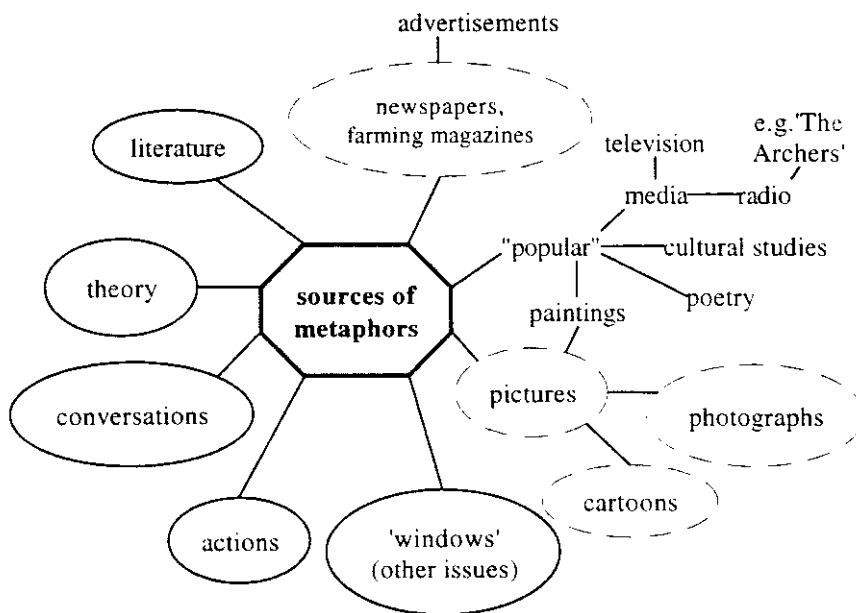 advertisements
newspapers,
farming magazines
e.g.'The
Archers'
television
literature
media
radio
"popular"
cultural studies
theory
sources of
metaphors
poetry
paintings
pictures
conversations
photographs
cartoons
actions
'windows'
(other issues)